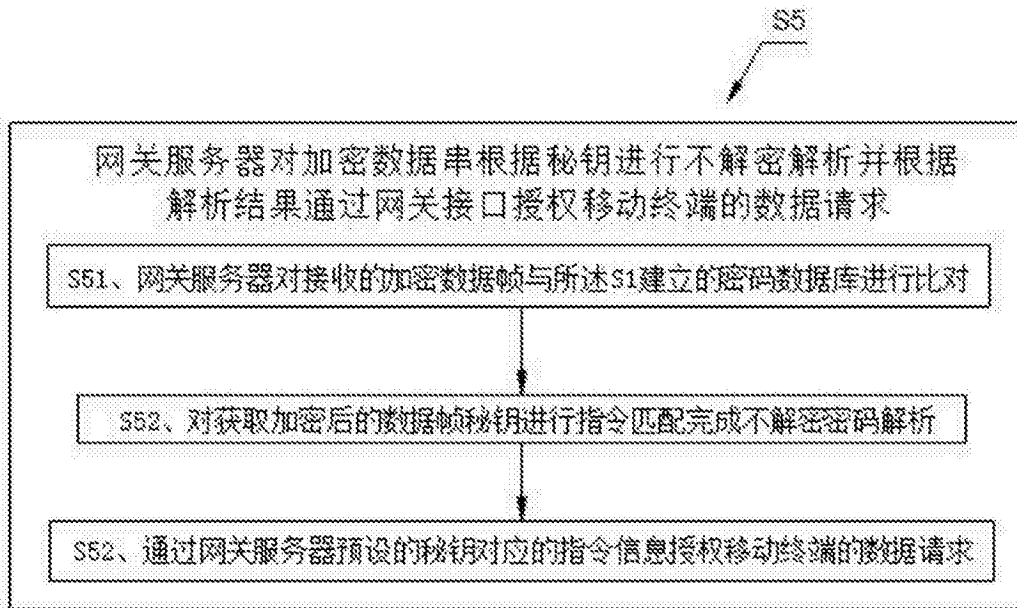 S5
网关服务器对加密数据串根据秘钥进行不解密解析并根据
解析结果通过网关接口授权移动终端的数据请求
S51、网关服务器对接收的加密数据帧与所述S1建立的密码数据库进行比对
S52、对获取加密后的数据帧秘钥进行指令匹配完成不解密密码解析
S52、通过网关服务器预设的秘钥对应的指令信息授权移动终端的数据请求